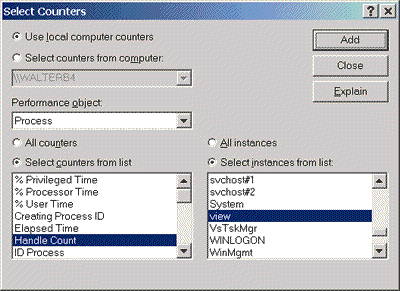 Select Counters
Use local computer counters
Add
Select counters from computer:
Close
\\WALTERB4
Explain
Performance object:
Process
All counters
All instances
Select counters from list
Select instances from list:
% Privileged Time
% Processor Time
% User Time
Creating Process ID
Elapsed Time
Handle Count
ID Process
svchost#1
svchost#2
System
view
VsTskMgr
WINLOGON
WinMgmt